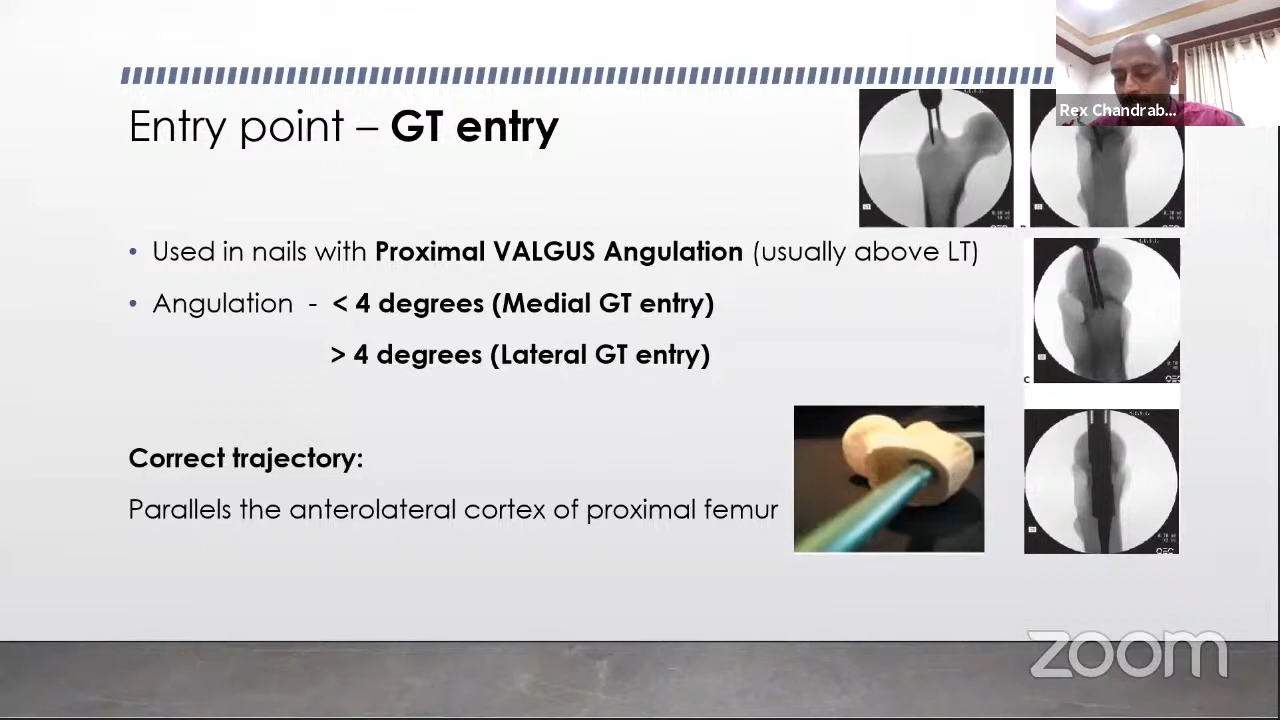 Rex Chandrab...
Entry point – GT entry
• Used in nails with Proximal VALGUS Angulation (usually above LT)
• Angulation - < 4 degrees (Medial GT entry)
> 4 degrees (Lateral GT entry)
C
Correct trajectory:
Parallels the anterolateral cortex of proximal femur
zoom